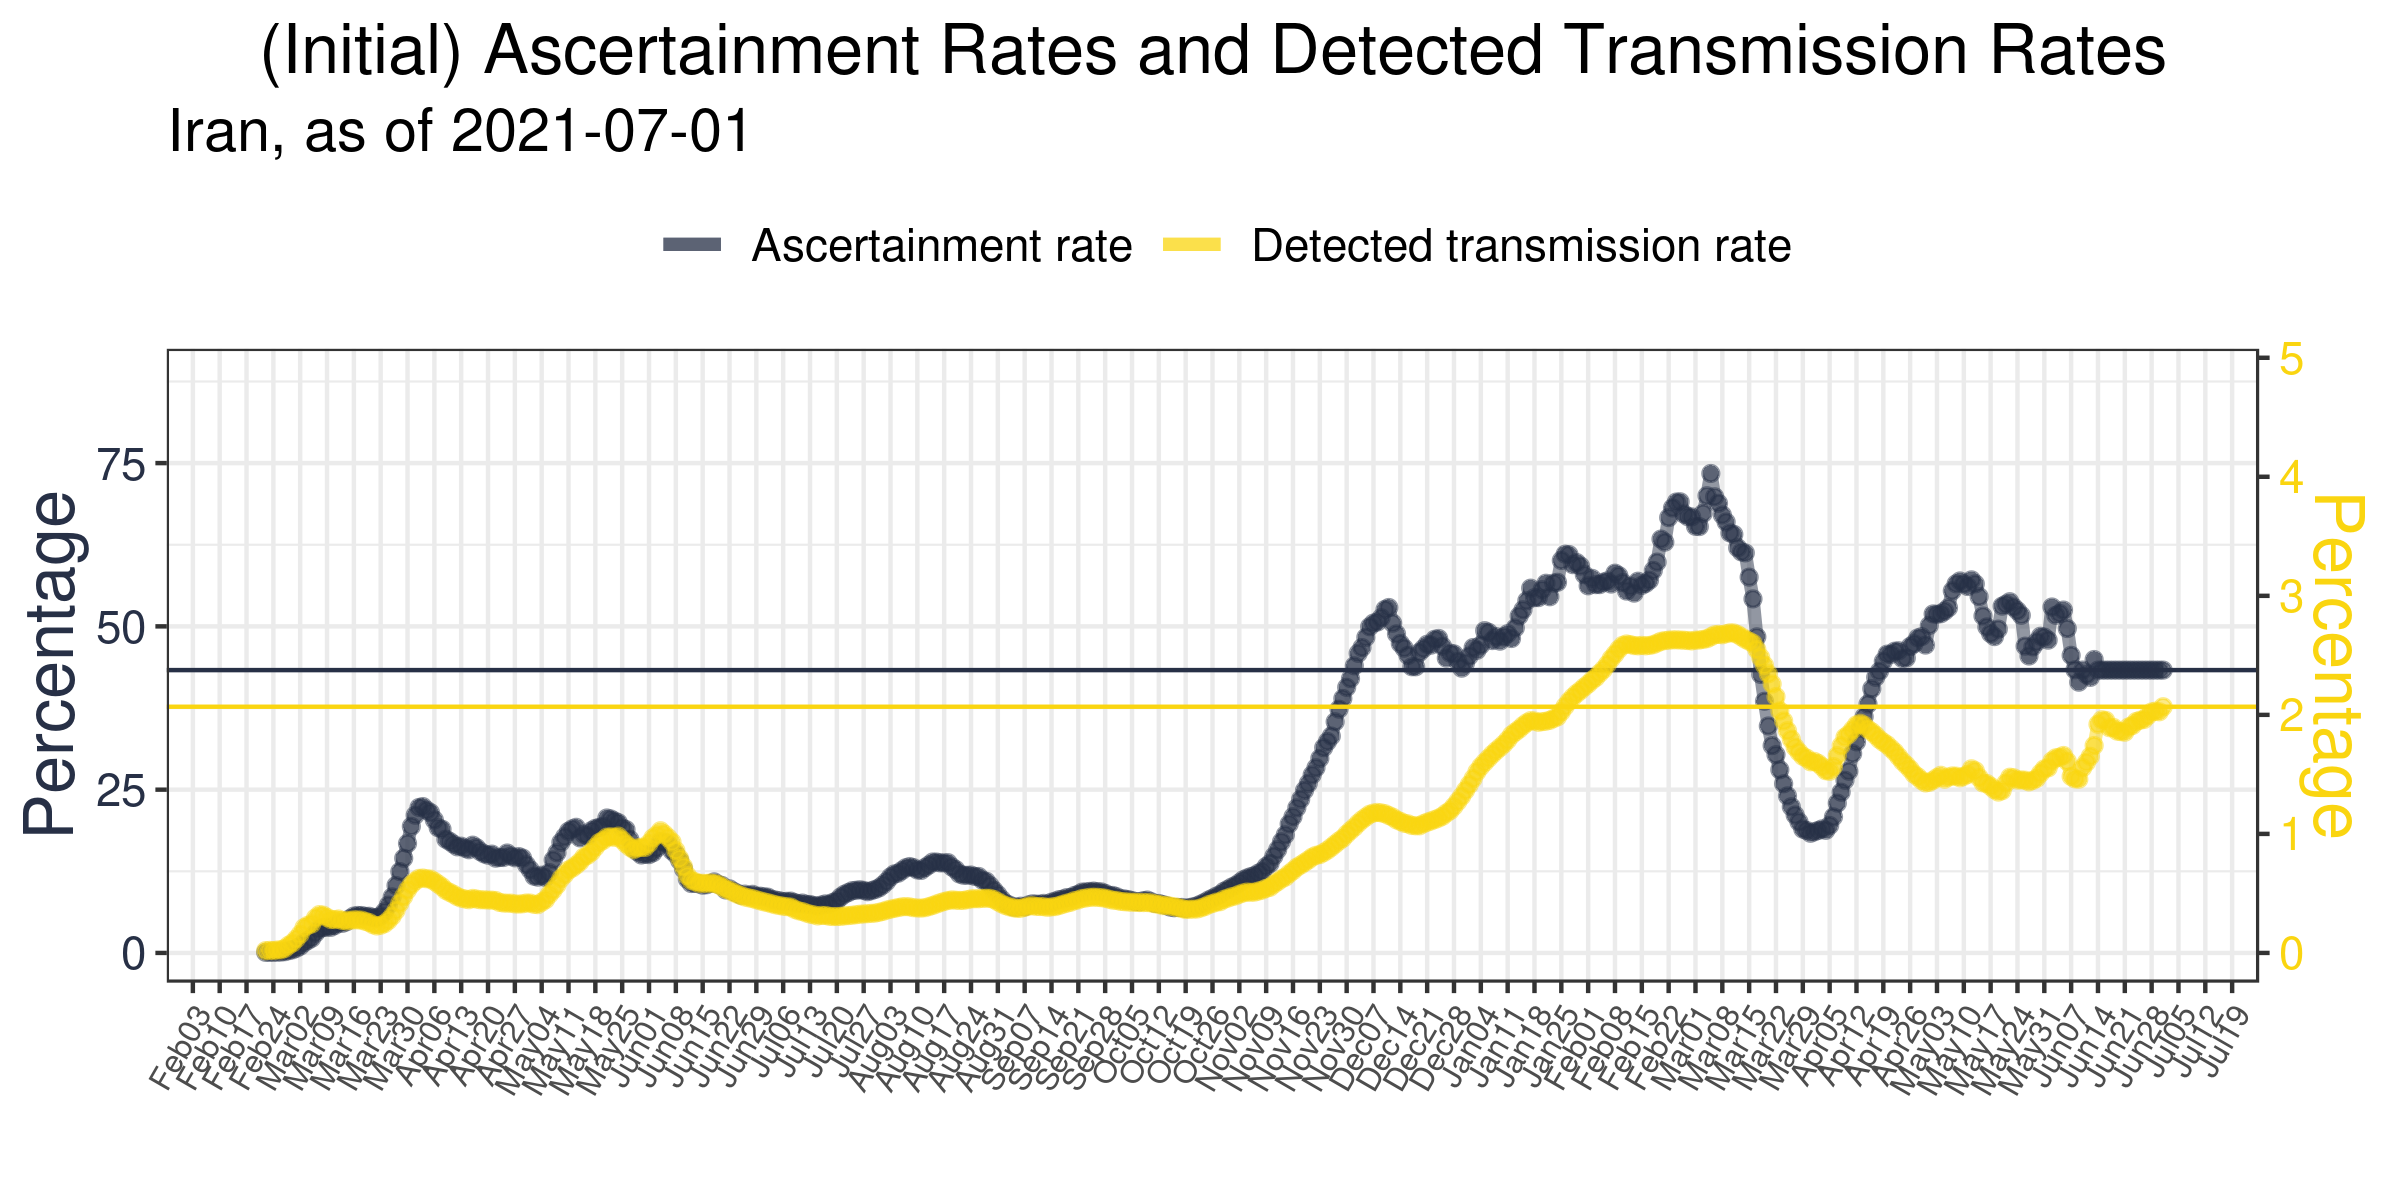 (Initial) Ascertainment Rates and Detected Transmission Rates
Iran, as of 2021-07-01
Ascertainment rate
Detected transmission rate
Percentage
75
50
25
0
5
4
3
2
1
0
Percentage
Feb03
Feb10
Feb17
Feb24
Mar02
Mar09
Mar16
Mar23
Mar30
Apr06
Apr13
Apr20
Apr27
May04
May11
May18
May25
Jun01
Jun08
Jun15
Jun22
Jun29
Jul06
Jul13
Jul20
Jul27
Aug03
Aug10
Aug17
Aug24
Aug31
Sep07
Sep14
Sep21
Sep28
Oct05
Oct12
Oct19
Oct26
Nov02
Nov09
Nov16
Nov23
Nov30
Dec07
Dec14
Dec21
Dec28
Jan04
Jan11
Jan18
Jan25
Feb01
Feb08
Feb15
Feb22
Mar01
Mar08
Mar15
Mar22
Mar29
Apr05
Apr12
Apr19
Apr26
May03
May10
May17
May24
May31
Jun07
Jun14
Jun21
Jun28
Jul05
Jul12
Jul19